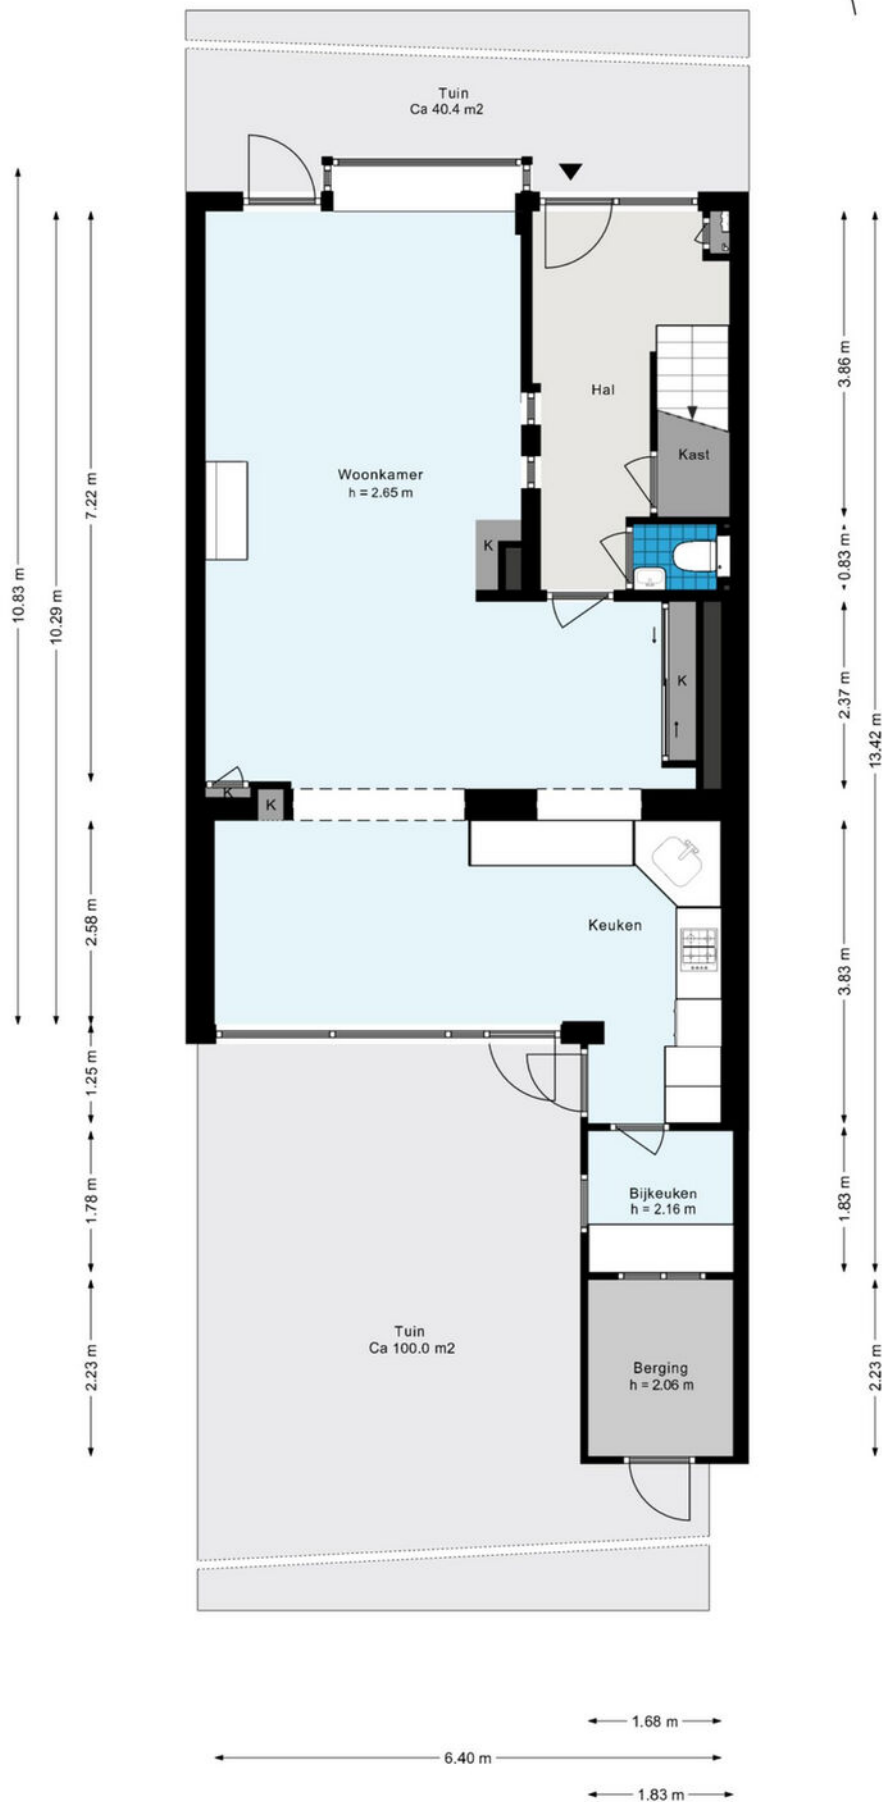 Tuin
Ca 40.4 m2
Hal
Kast
Woonkamer
h = 2.65 m
K
K
K
K
Keuken
Bijkeuken
h = 2.16 m
Tuin
Ca 100.0 m2
Berging
h = 2.06 m
10.83 m
10.29 m
7.22 m
2.58 m
1.25 m
1.78 m
2.23 m
3.86 m
0.83 m
2.37 m
13.42 m
3.83 m
1.83 m
2.23 m
1.68 m
6.40 m
1.83 m